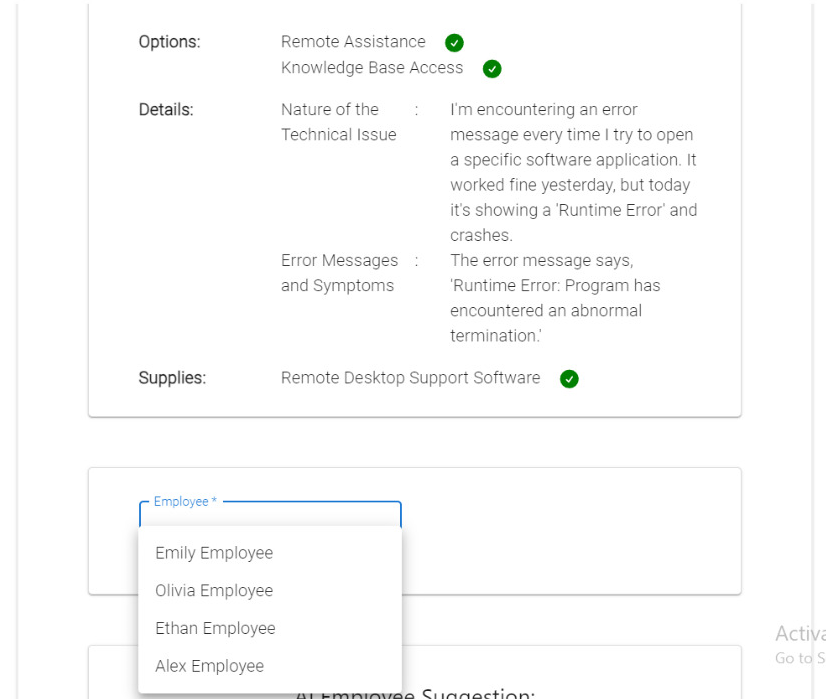 Options: Remote Assistance
Knowledge Base Access
Details: Nature of the : I'm encountering an error
Technical Issue message every time I try to open
a specific software application. It
worked fine yesterday, but today
it's showing a 'Runtime Error' and
crashes.
Error Messages : The error message says,
and Symptoms 'Runtime Error: Program has
encountered an abnormal
termination.'
Supplies: Remote Desktop Support Software
Employee *
Emily Employee
Olivia Employee
Ethan Employee
Activa
Go to S
Alex Employee
AI Employee Suggestion: